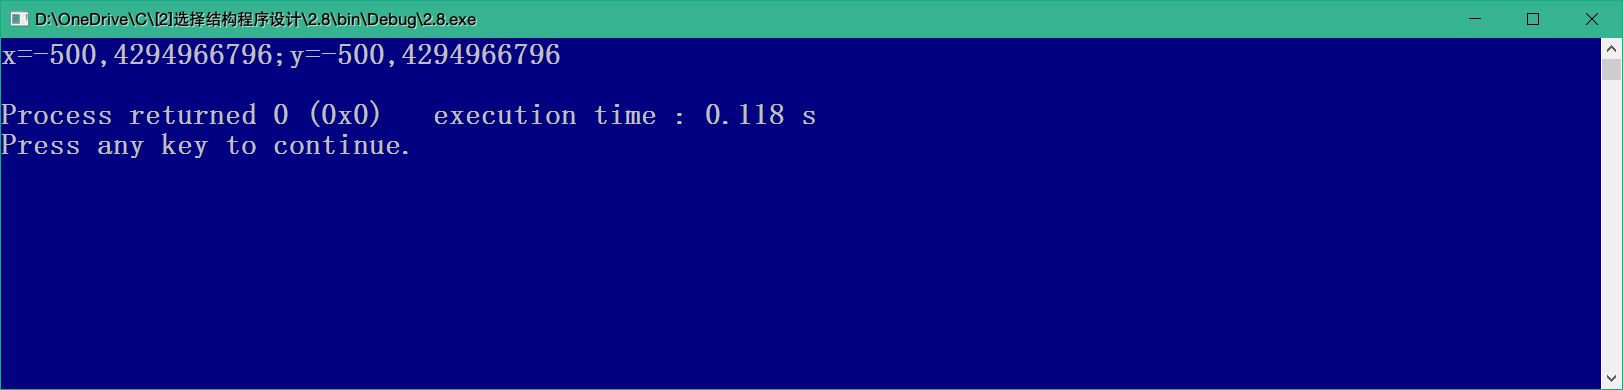 D:\OneDrive\C\[2]选择结构程序设计\2.8\bin\Debug\2.8.exe
x=-500,4294966796;y=-500,4294966796
Process returned 0 (0x0)   execution time : 0.118 s
Press any key to continue.